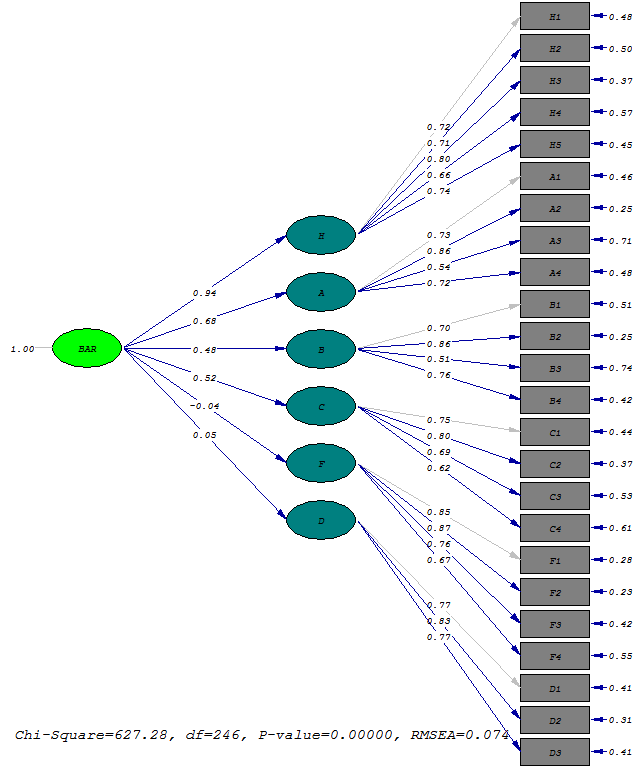 H1 0.48
H2 0.50
H3 0.37
0.72 H4 0.57
0.71
0.80 H5 0.45
0.66
A1 0.46
0.74
A2 0.25
H 0.73 A3 0.71
0.86
0.54 A4 0.48
0.94 A 0.72
B1 0.51
0.68
0.70 B2 0.25
1.00 BAR 0.48 B 0.86
0.51 B3 0.74
0.76
0.52 B4 0.42
-0.04 C 0.75
C1 0.44
0.05 0.80
0.69
F 0.62 C2 0.37
C3 0.53
D 0.85 C4 0.61
0.87
0.76 F1 0.28
0.67
F2 0.23
0.77
0.83 F3 0.42
0.77
F4 0.55
D1 0.41
D2 0.31
Chi-Square=627.28, df=246, P-value=0.00000, RMSEA=0.074
D3 0.41